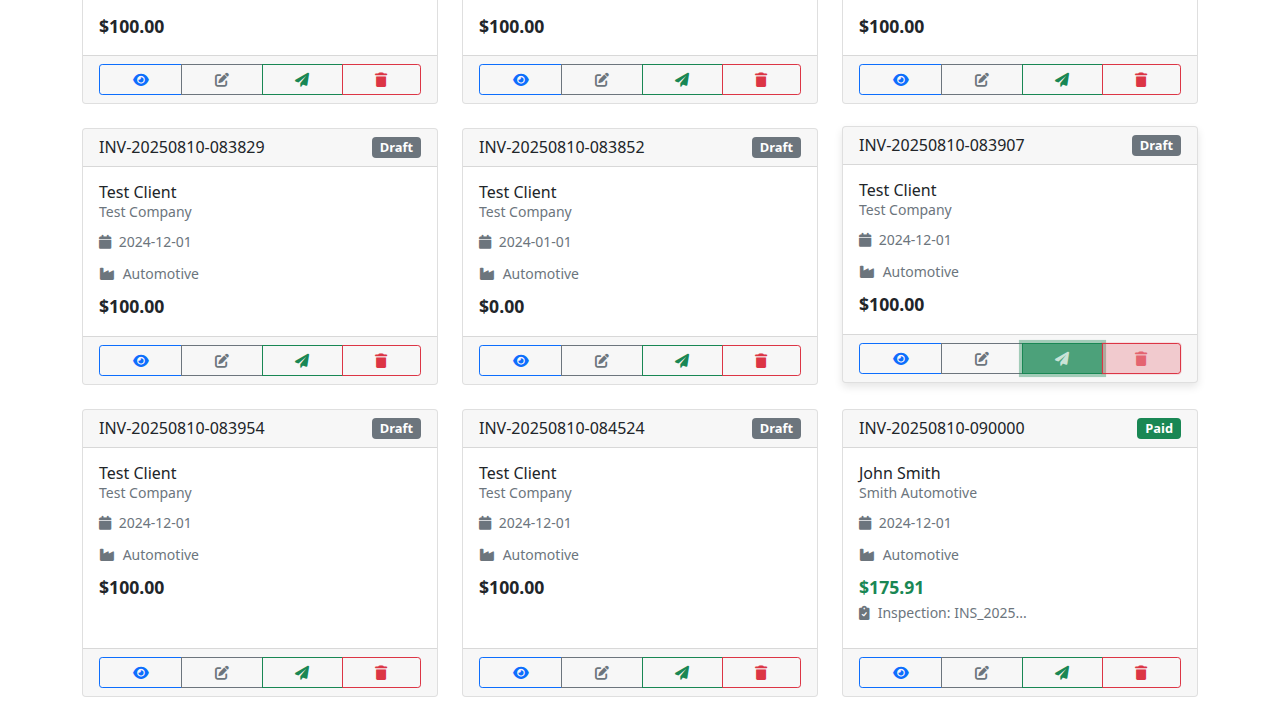 $100.00
$100.00
$100.00
INV-20250810-083829 Draft
Test Client
Test Company
2024-12-01
Automotive
$100.00
INV-20250810-083852 Draft
Test Client
Test Company
2024-01-01
Automotive
$0.00
INV-20250810-083907 Draft
Test Client
Test Company
2024-12-01
Automotive
$100.00
INV-20250810-083954 Draft
Test Client
Test Company
2024-12-01
Automotive
$100.00
INV-20250810-084524 Draft
Test Client
Test Company
2024-12-01
Automotive
$100.00
INV-20250810-090000 Paid
John Smith
Smith Automotive
2024-12-01
Automotive
$175.91
Inspection: INS_2025...